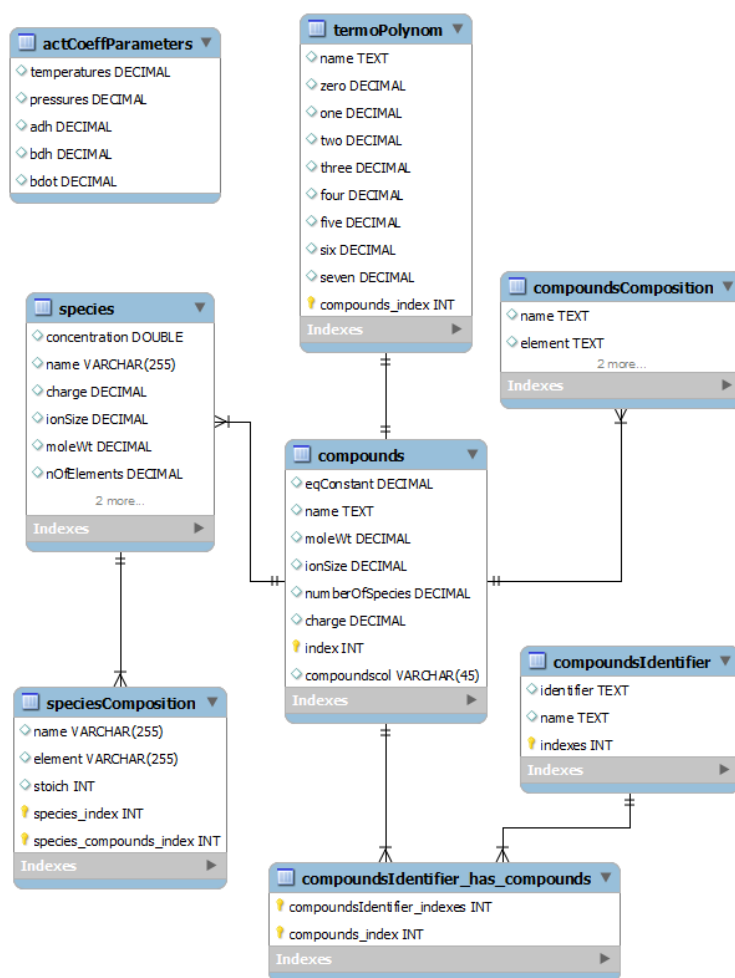 actCoeffParameters
temperatures DECIMAL
pressures DECIMAL
adh DECIMAL
bdh DECIMAL
bdot DECIMAL
termoPolynom
name TEXT
zero DECIMAL
one DECIMAL
two DECIMAL
three DECIMAL
four DECIMAL
five DECIMAL
six DECIMAL
seven DECIMAL
compounds_index INT
Indexes
species
concentration DOUBLE
name VARCHAR(255)
charge DECIMAL
ionSize DECIMAL
moleWt DECIMAL
nOfElements DECIMAL
2 more...
Indexes
compoundsComposition
name TEXT
element TEXT
2 more...
Indexes
compounds
eqConstant DECIMAL
name TEXT
moleWt DECIMAL
ionSize DECIMAL
numberOfSpecies DECIMAL
charge DECIMAL
index INT
compoundscol VARCHAR(45)
Indexes
speciesComposition
name VARCHAR(255)
element VARCHAR(255)
stoich INT
species_index INT
species_compounds_index INT
Indexes
compoundsIdentifier
identifier TEXT
name TEXT
indexes INT
Indexes
compoundsIdentifier_has_compounds
compoundsIdentifier_indexes INT
compounds_index INT
Indexes